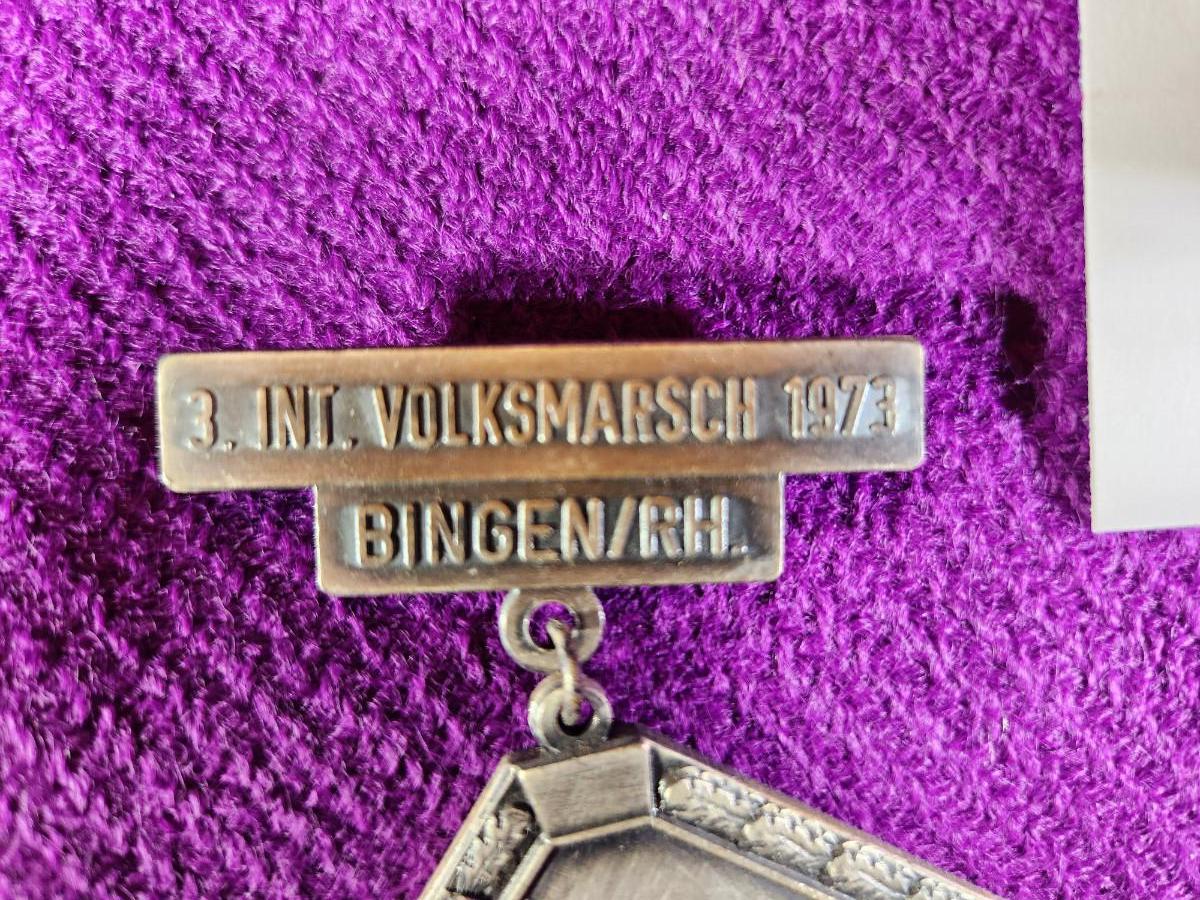 3. INT. VOLKSMARSCH 1973
BINGEN/RH.